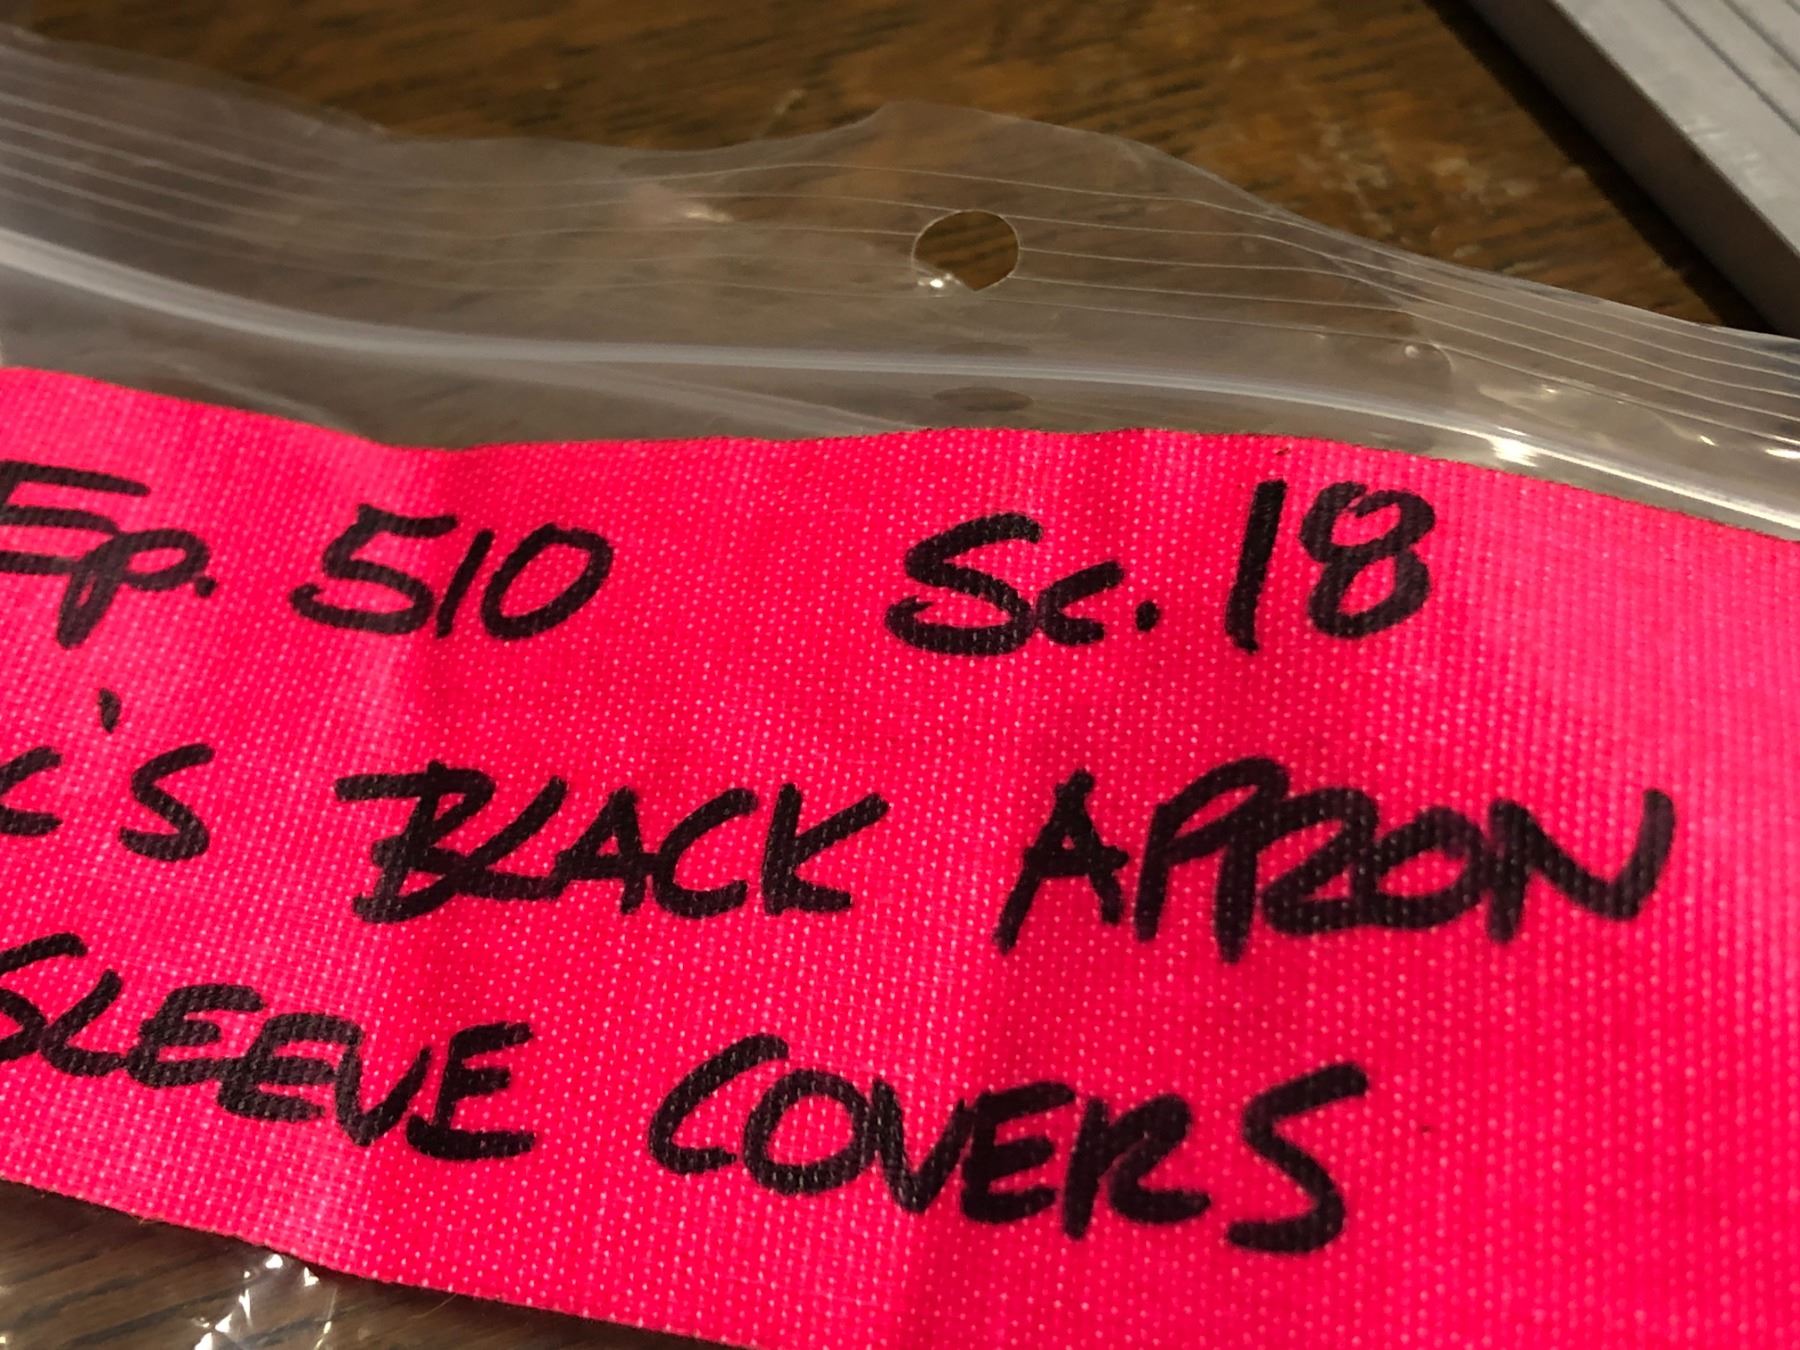 Ep. 510 Sc. 18
BLACK APRON
SLEEVE COVERS